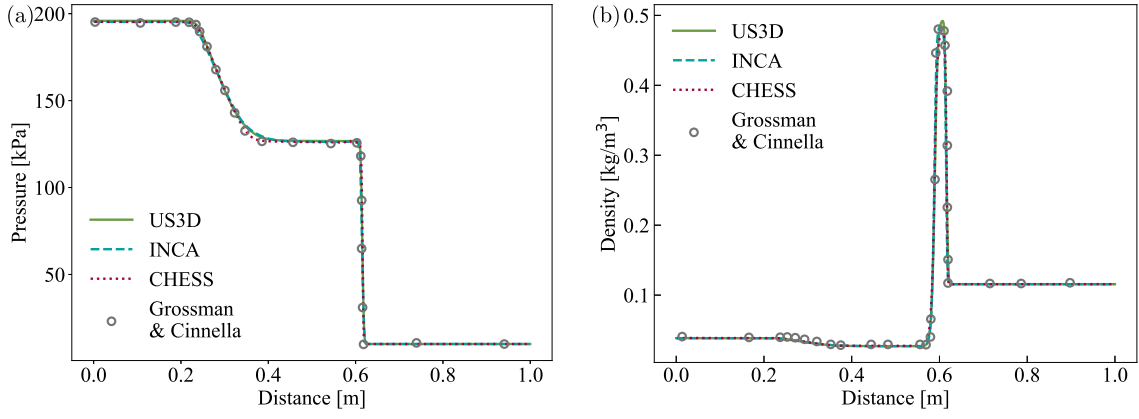 (a)
200
150
100
50
Pressure [kPa]
US3D
INCA
CHESS
Grossman
& Cinnella
0.0 0.2 0.4 0.6 0.8 1.0
Distance [m]
(b)
0.5
0.4
0.3
0.2
0.1
Density [kg/m³]
US3D
INCA
CHESS
Grossman
& Cinnella
0.0 0.2 0.4 0.6 0.8 1.0
Distance [m]